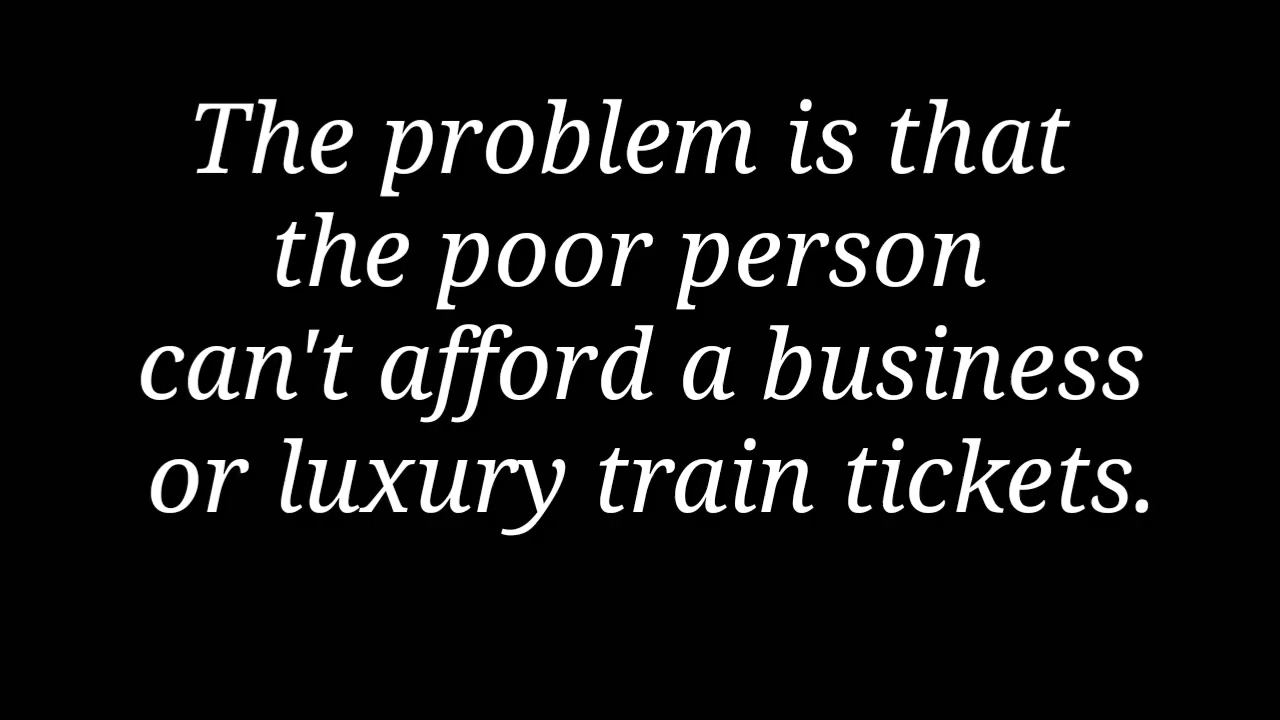 The problem is that
the poor person
can't afford a business
or luxury train tickets.